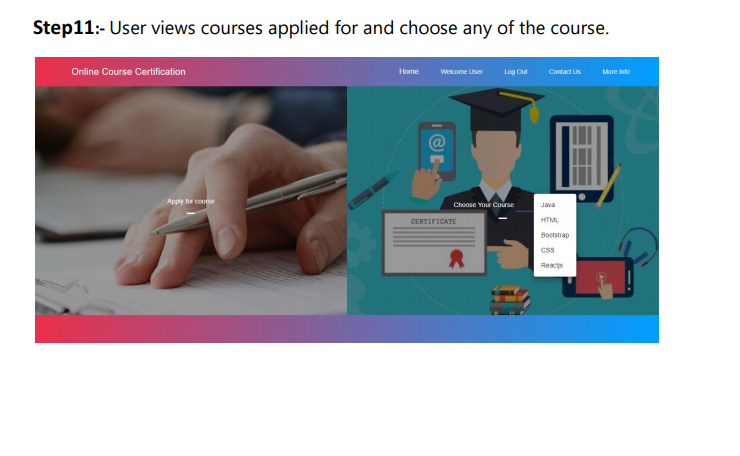 Step11:- User views courses applied for and choose any of the course.
Online Course Certification
Home Welcome User Log Out Contact Us More Info
Apply for course
Choose Your Course
Java
HTML
Bootstrap
CSS
Reactjs
@
CERTIFICATE